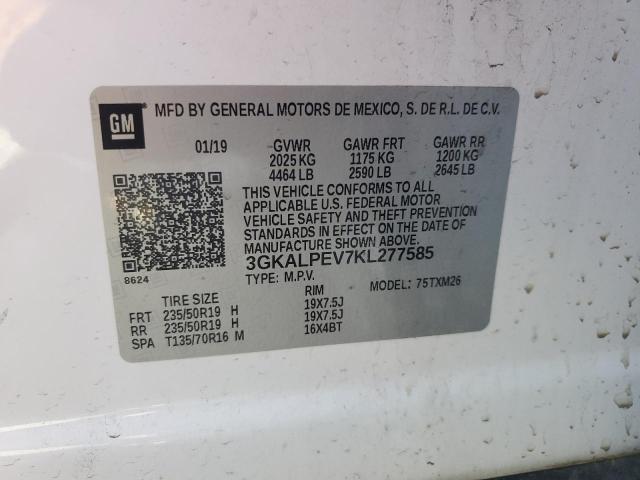 GM MFD BY GENERAL MOTORS DE MEXICO, S. DE R.L. DE C.V.
01/19 GVWR GAWR FRT GAWR RR
2025 KG 1175 KG 1200 KG
4464 LB 2590 LB 2645 LB
THIS VEHICLE CONFORMS TO ALL
APPLICABLE U.S. FEDERAL MOTOR
VEHICLE SAFETY AND THEFT PREVENTION
STANDARDS IN EFFECT ON THE DATE OF
MANUFACTURE SHOWN ABOVE.
3GKALPEV7KL277585
8624 TYPE: M.P.V. MODEL: 75TXM26
TIRE SIZE RIM
FRT 235/50R19 H 19X7.5J
RR 235/50R19 H 19X7.5J
SPA T135/70R16 M 16X4BT